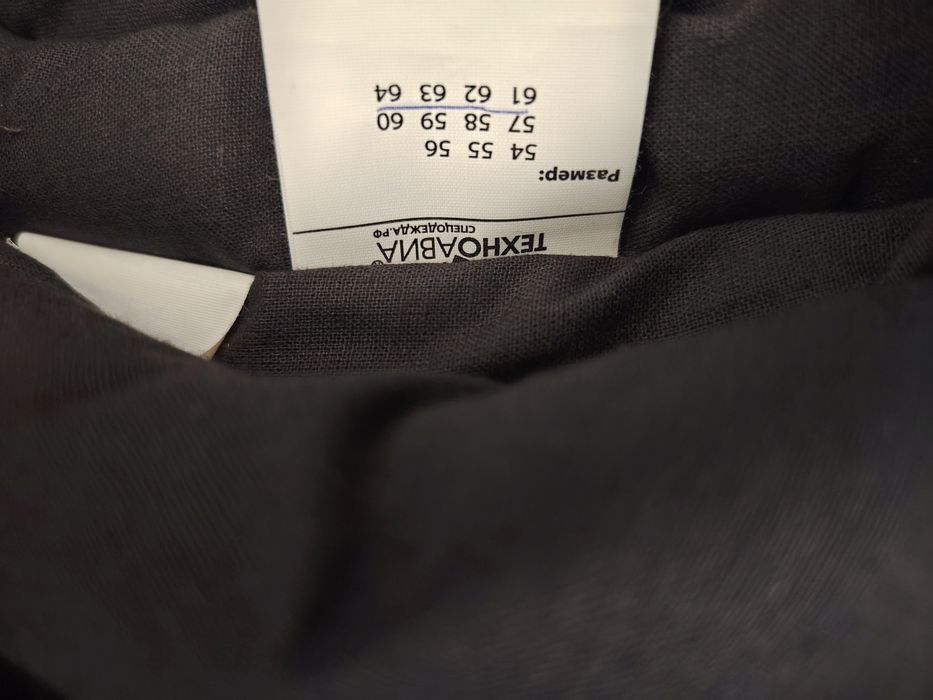 ТЕХНОАВИА®
СПЕЦОДЕЖДА.РФ
Размер:
54 55 56
57 58 59 60
61 62 63 64